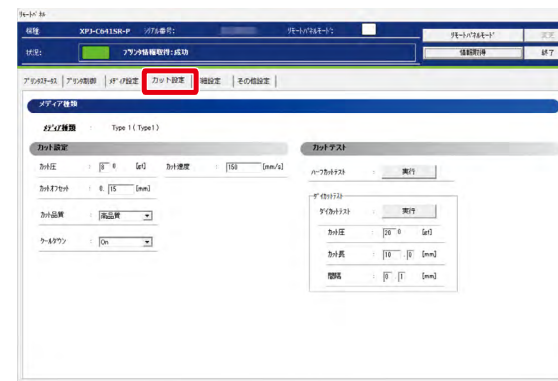 リモートパネル
機種 XPJ-C641SR-P シリアル番号: リモートパネルモード:
リモートパネルモード 変更
状況: プリンタ情報取得:成功 情報取得 終了
プリンタステータス プリンタ制御 メディア設定 カット設定 その他設定
メディア種類
メディア種類 : Type 1 ( Type1 )
カット設定
カット圧 : 8 0 [gf] カット速度 : 150 [mm/s]
カットオフセット : 0. 15 [mm]
カット品質 : 高品質
クールダウン : On
カットテスト
ハーフカットテスト : 実行
ダイカットテスト
ダイカットテスト : 実行
カット圧 : 20 0 [gf]
カット長 : 10 . 0 [mm]
間隔 : 0 . 1 [mm]